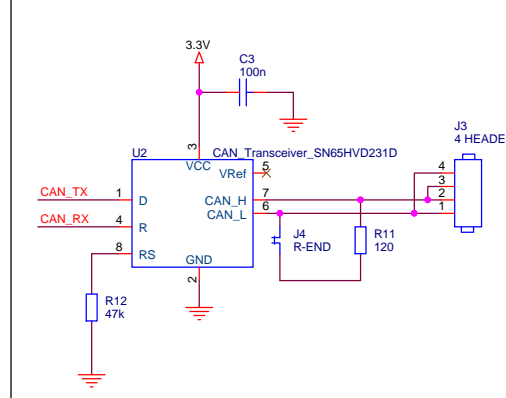 3.3V
C3
100n
J3
4 HEADE
U2
CAN_Transceiver_SN65HVD231D
3
VCC
VRef
5
4
3
2
1
CAN_TX
1
D
CAN_H
7
CAN_L
6
CAN_RX
4
R
8
RS
GND
2
J4
R-END
R11
120
R12
47k